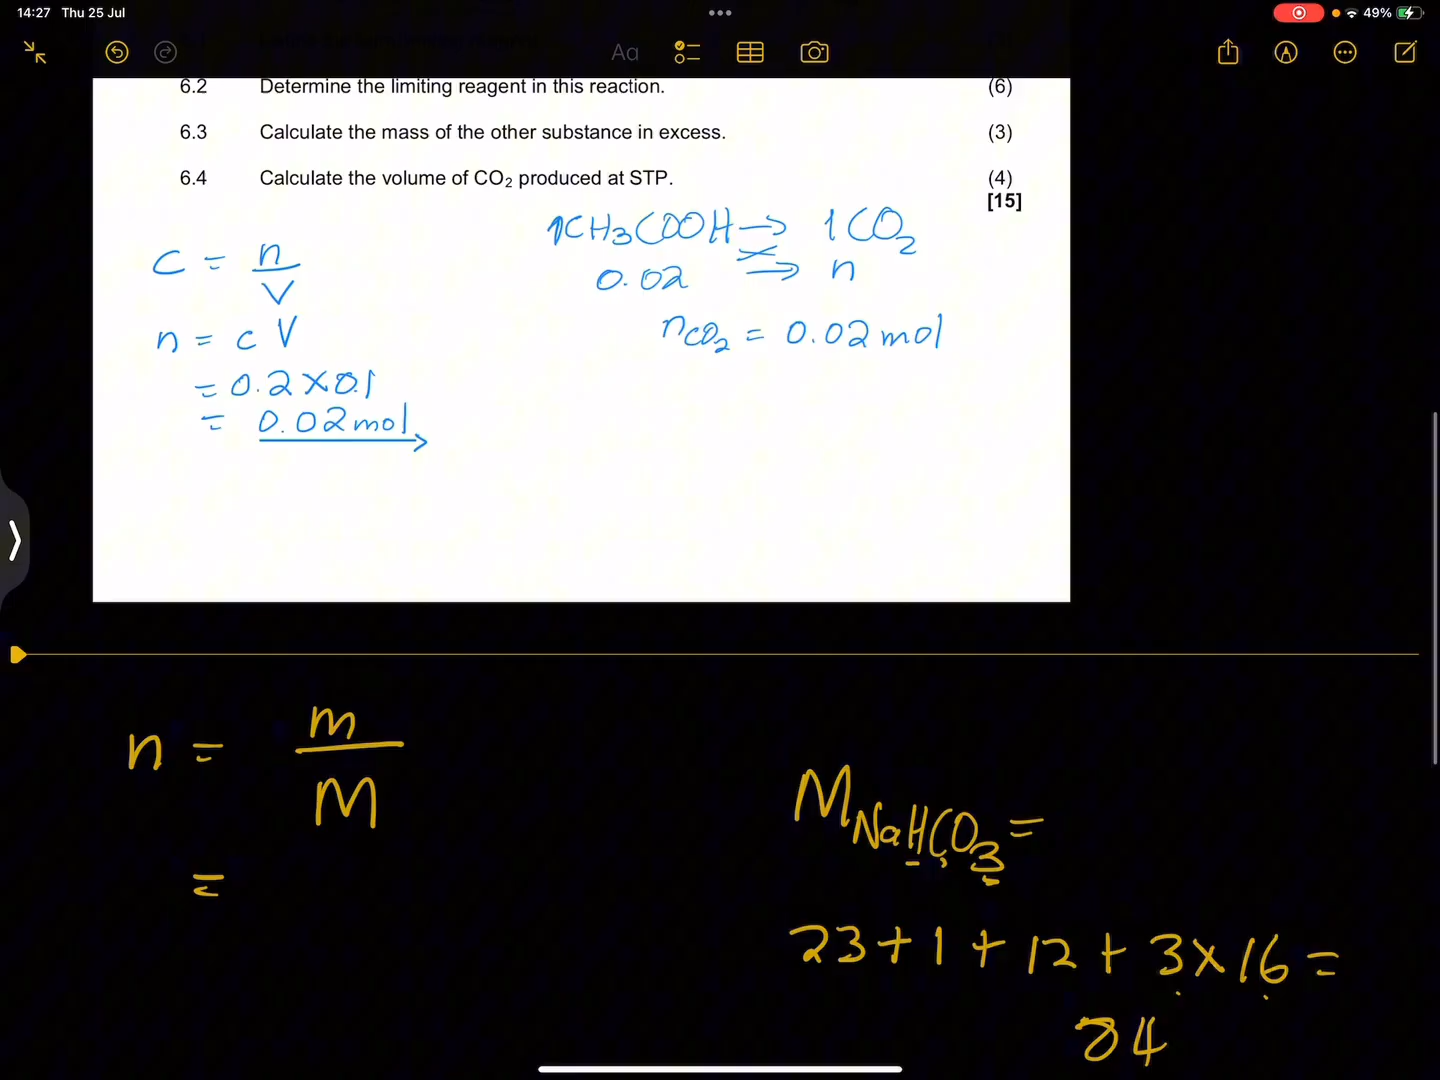 14:27 Thu 25 Jul
49%
Aa
6.2 Determine the limiting reagent in this reaction. (6)
6.3 Calculate the mass of the other substance in excess. (3)
6.4 Calculate the volume of CO₂ produced at STP. (4)
[15]
c = n/V
n = c V
= 0.2 × 0.1
= 0.02 mol
1CH₃COOH → 1CO₂
0.02 → n
nCO₂ = 0.02 mol
n = m/M
=
M NaHCO₃ =
23 + 1 + 12 + 3 × 16 =
84